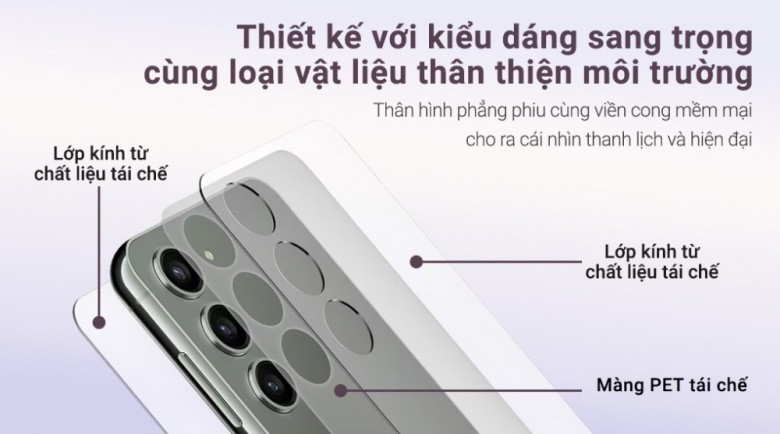 Thiết kế với kiểu dáng sang trọng
cùng loại vật liệu thân thiện môi trường
Thân hình phẳng phiu cùng viền cong mềm mại
cho ra cái nhìn thanh lịch và hiện đại
Lớp kính từ
chất liệu tái chế
Lớp kính từ
chất liệu tái chế
Màng PET tái chế